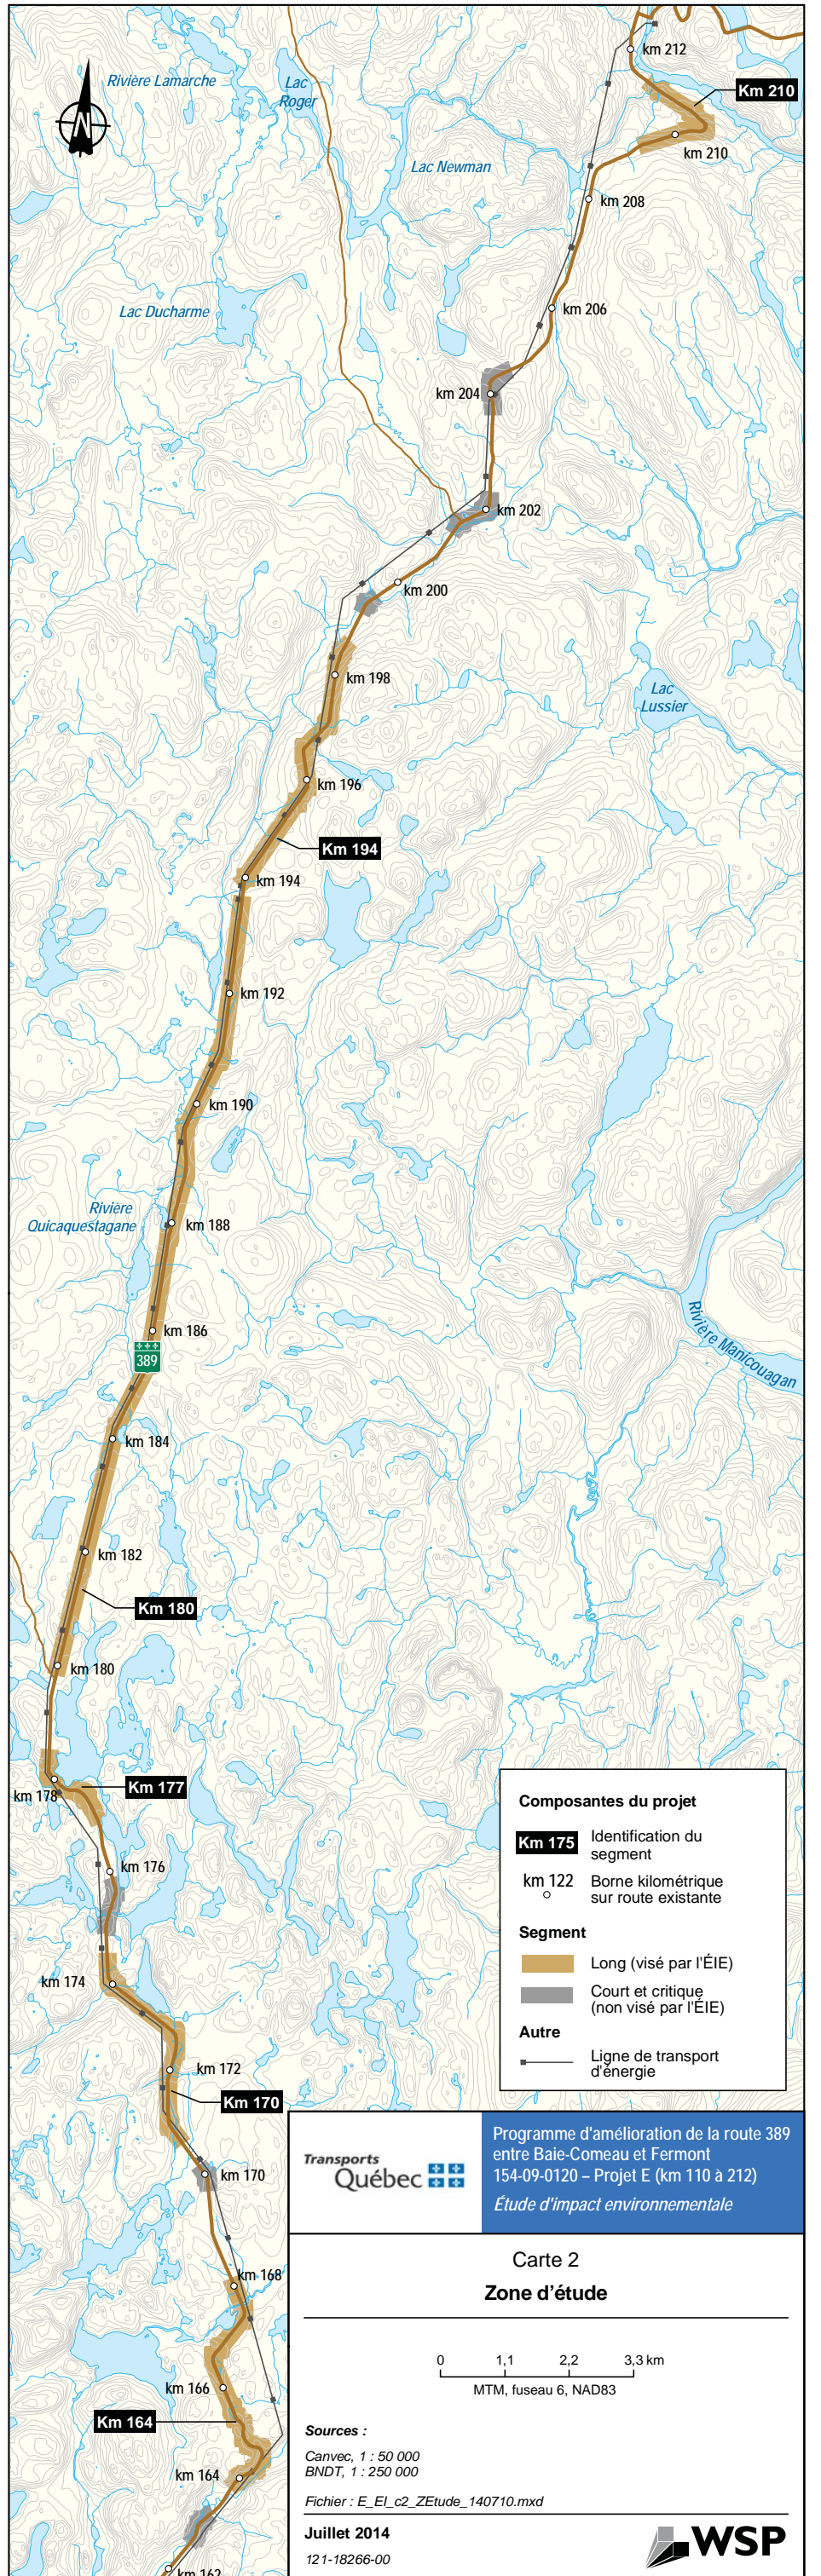 km 212
Rivière Lamarche
Lac
Roger
Km 210
N
km 210
Lac Newman
km 208
Lac Ducharme
km 206
km 204
km 202
km 200
km 198
Lac
Lussier
km 196
Km 194
km 194
km 192
km 190
Rivière
Quicaquestagane
km 188
km 186
389
Rivière Manicouagan
km 184
km 182
Km 180
km 180
Km 177
km 178
km 176
km 174
km 172
Km 170
km 170
km 168
km 166
Km 164
km 164
km 162
Composantes du projet
Km 175
Identification du
segment
km 122
Borne kilométrique
sur route existante
Segment
Long (visé par l'ÉIE)
Court et critique
(non visé par l'ÉIE)
Autre
Ligne de transport
d'énergie
Transports
Québec
Programme d'amélioration de la route 389
entre Baie-Comeau et Fermont
154-09-0120 – Projet E (km 110 à 212)
Étude d'impact environnementale
Carte 2
Zone d'étude
0 1,1 2,2 3,3 km
MTM, fuseau 6, NAD83
Sources :
Canvec, 1 : 50 000
BNDT, 1 : 250 000
Fichier : E_EI_c2_ZEtude_140710.mxd
Juillet 2014
121-18266-00
WSP